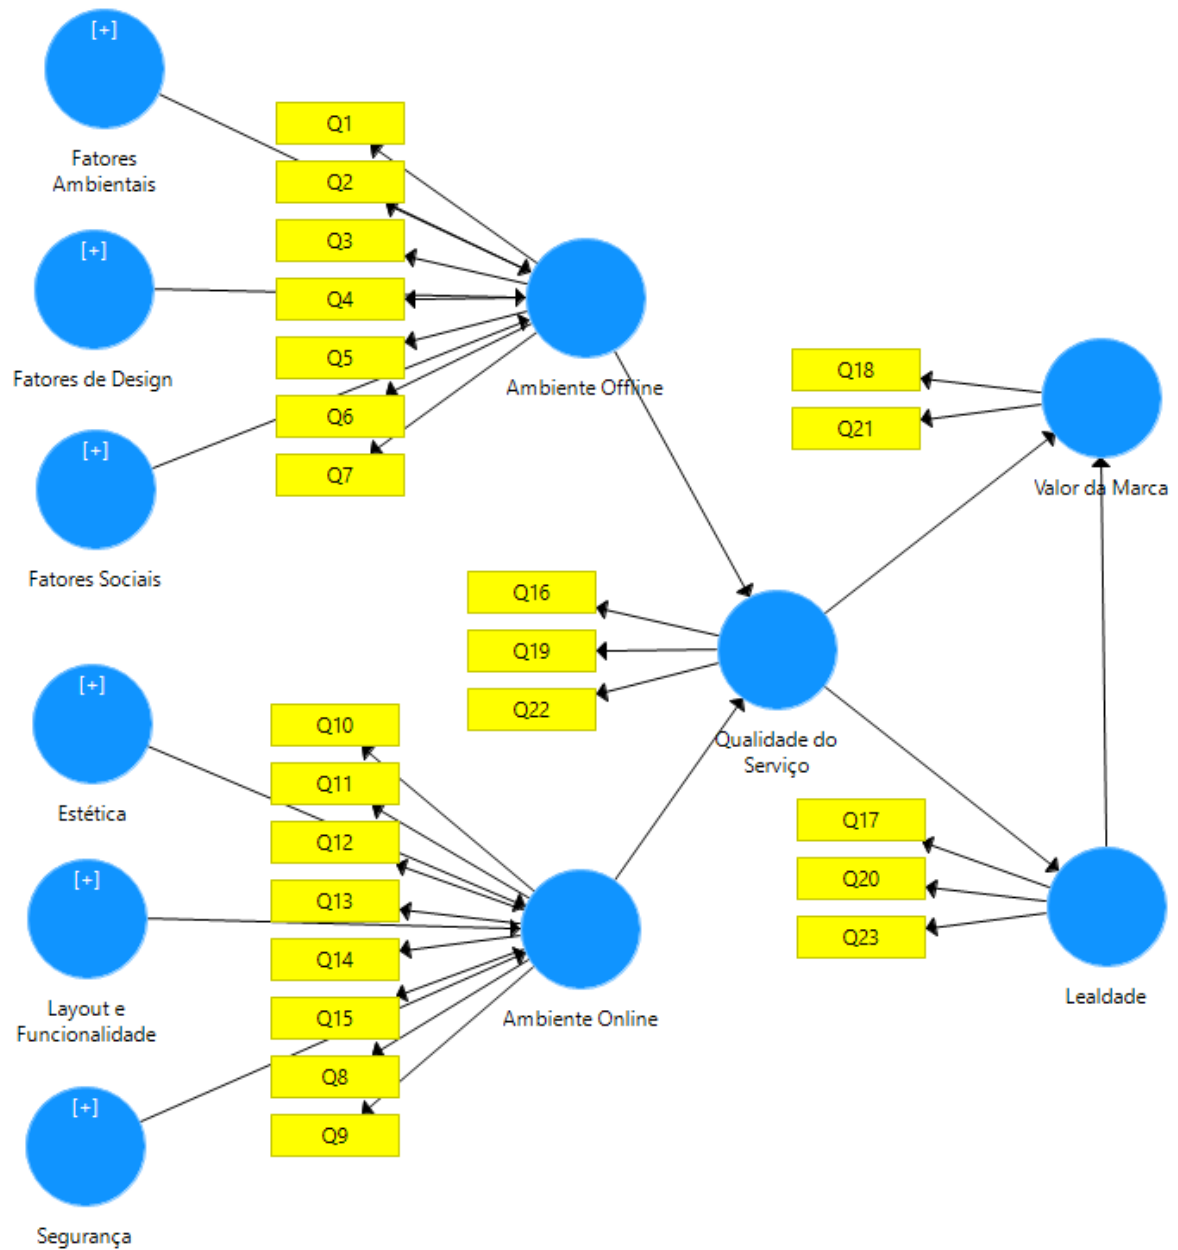 [+]
Fatores
Ambientais
[+]
Fatores de Design
[+]
Fatores Sociais
Q1
Q2
Q3
Q4
Q5
Q6
Q7
Ambiente Offline
Q18
Q21
Valor da Marca
Q16
Q19
Q22
Qualidade do
Serviço
[+]
Estética
[+]
Layout e
Funcionalidade
[+]
Segurança
Q10
Q11
Q12
Q13
Q14
Q15
Q8
Q9
Ambiente Online
Q17
Q20
Q23
Lealdade